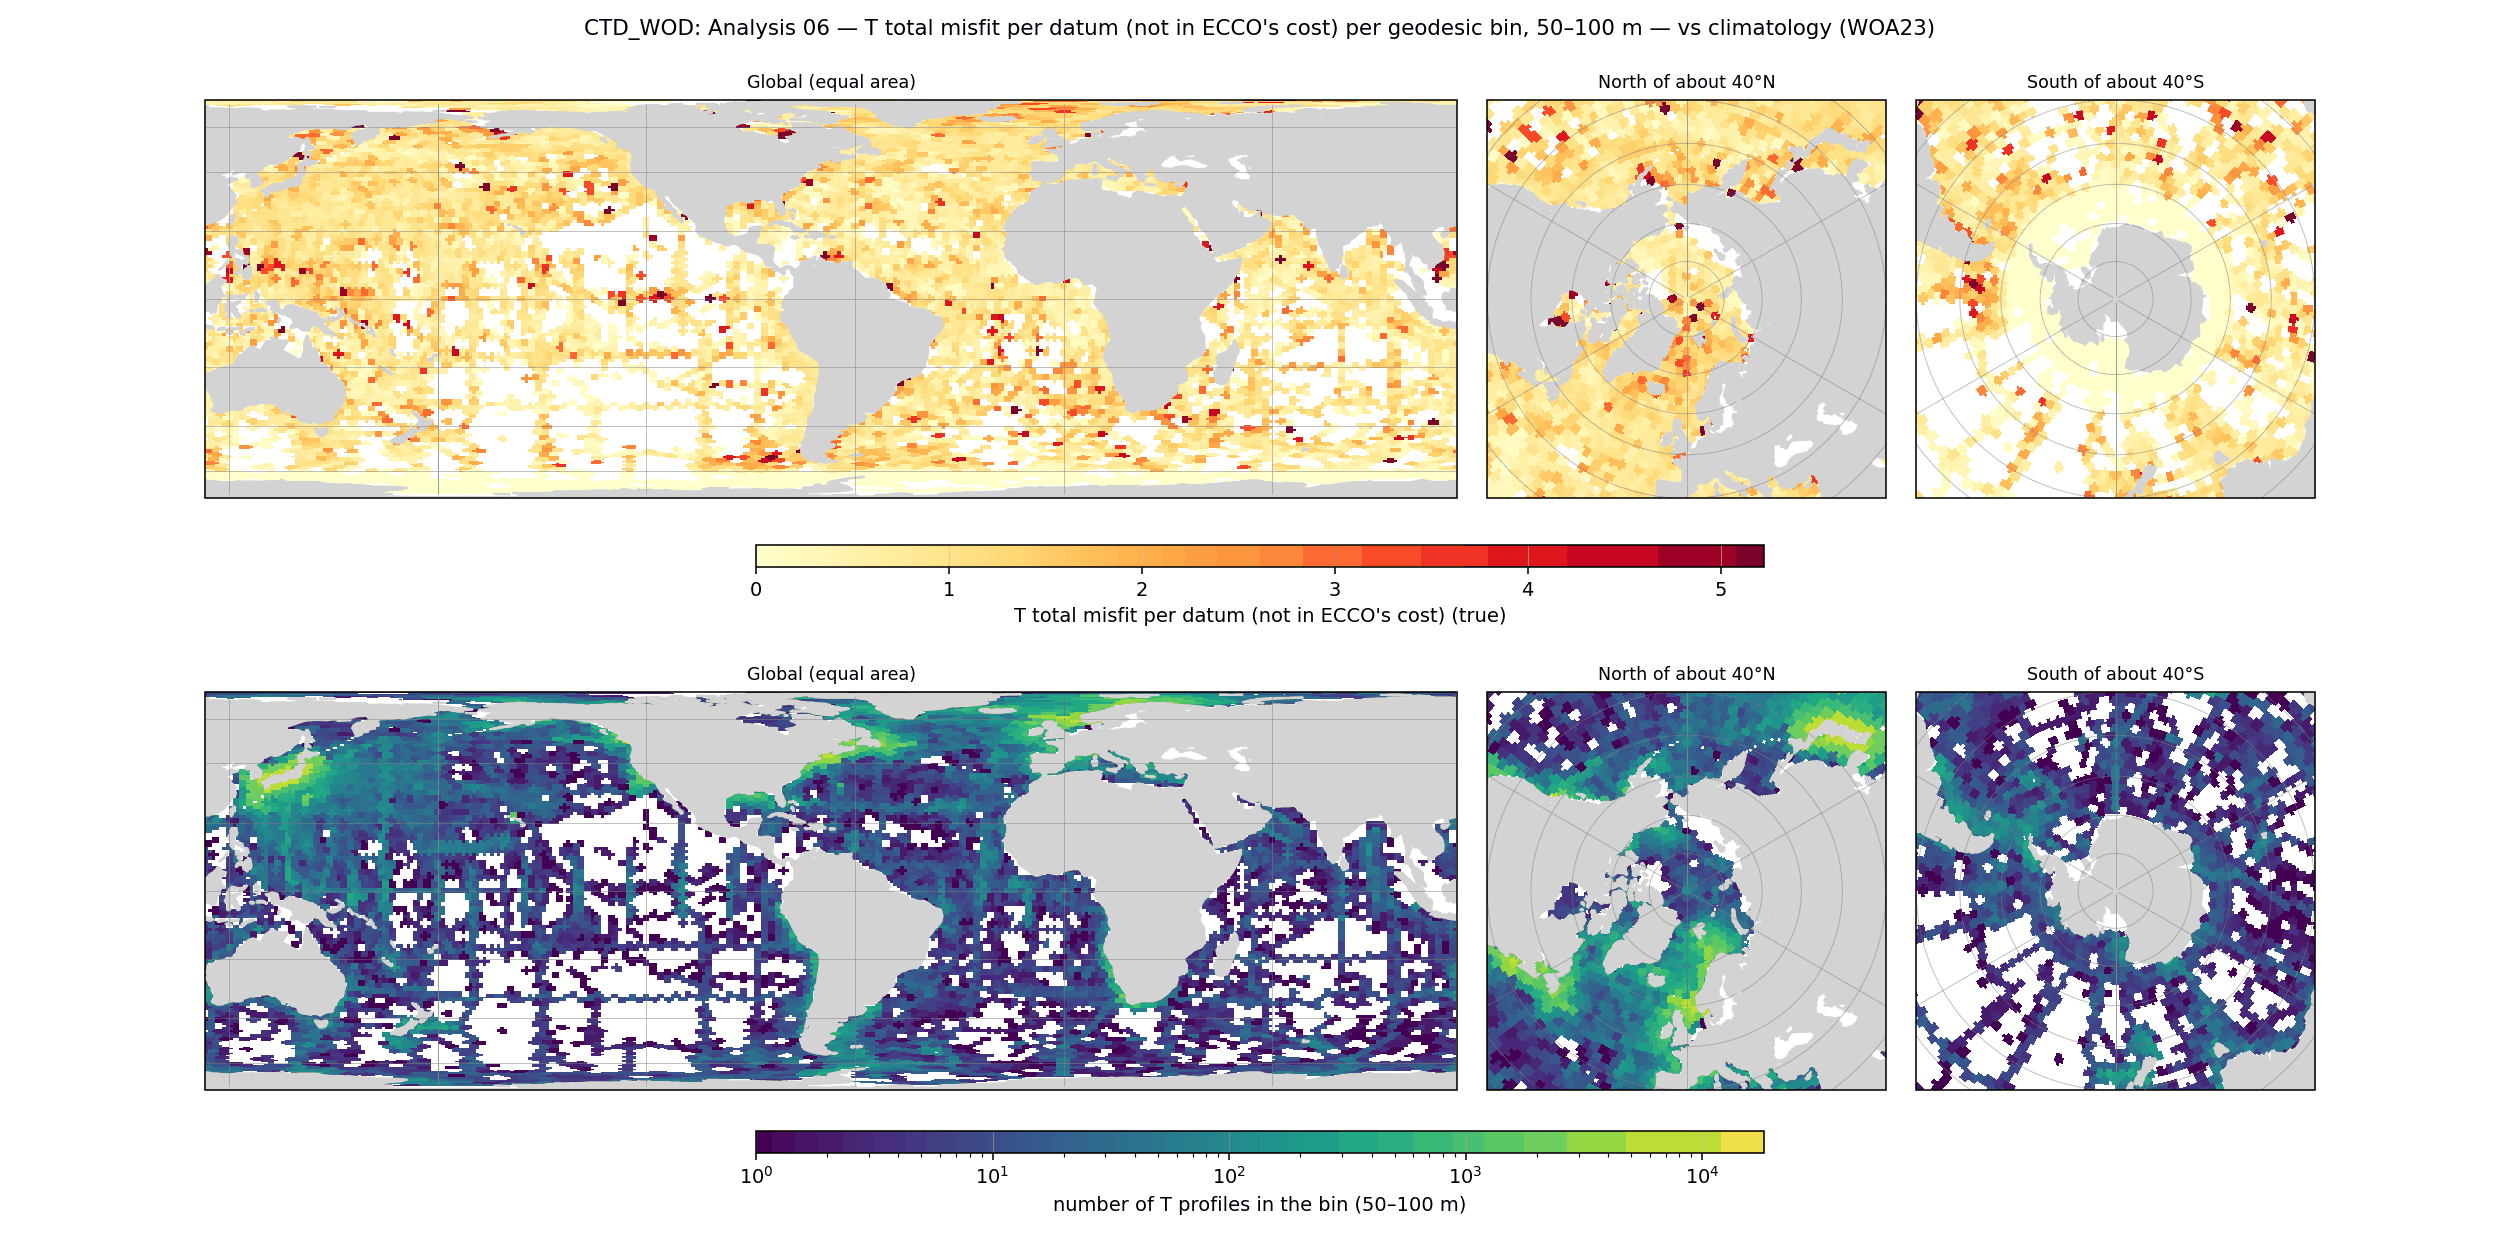 CTD_WOD: Analysis 06 — T total misfit per datum (not in ECCO's cost) per geodesic bin, 50–100 m — vs climatology (WOA23)
Global (equal area)
North of about 40°N
South of about 40°S
0 1 2 3 4 5
T total misfit per datum (not in ECCO's cost) (true)
Global (equal area)
North of about 40°N
South of about 40°S
10⁰ 10¹ 10² 10³ 10⁴
number of T profiles in the bin (50–100 m)